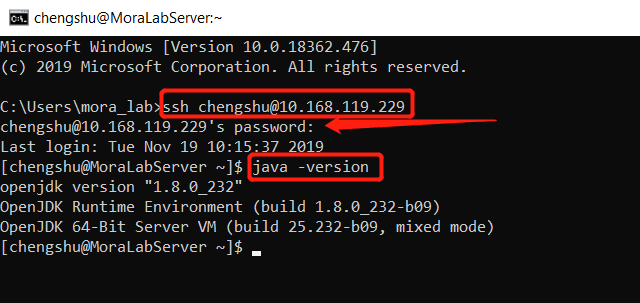 chengshu@MoraLabServer:~
Microsoft Windows [Version 10.0.18362.476]
(c) 2019 Microsoft Corporation. All rights reserved.
C:\Users\mora_lab>ssh chengshu@10.168.119.229
chengshu@10.168.119.229's password:
Last login: Tue Nov 19 10:15:37 2019
[chengshu@MoraLabServer ~]$ java -version
openjdk version "1.8.0_232"
OpenJDK Runtime Environment (build 1.8.0_232-b09)
OpenJDK 64-Bit Server VM (build 25.232-b09, mixed mode)
[chengshu@MoraLabServer ~]$